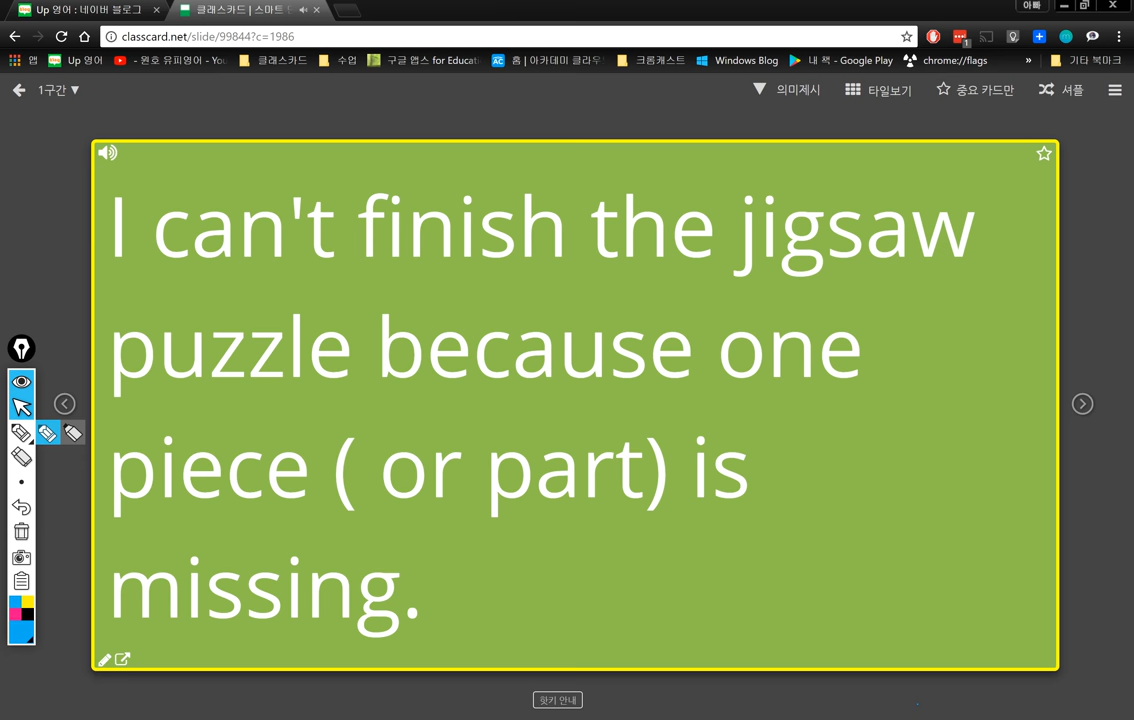 Up 영어 : 네이버 블로그
클래스카드 | 스마트
아빠
classcard.net/slide/99844?c=1986
1
앱
Up 영어
- 원호 유피영어 - You
클래스카드
수업
구글 앱스 for Educati
AC 홈 | 아카데미 클라우
크롬캐스트
Windows Blog
내 책 - Google Play
chrome://flags
»
기타 북마크
1구간 ▼
▼ 의미제시
타일보기
중요 카드만
셔플
I can't finish the jigsaw
puzzle because one
piece ( or part) is
missing.
핫키 안내